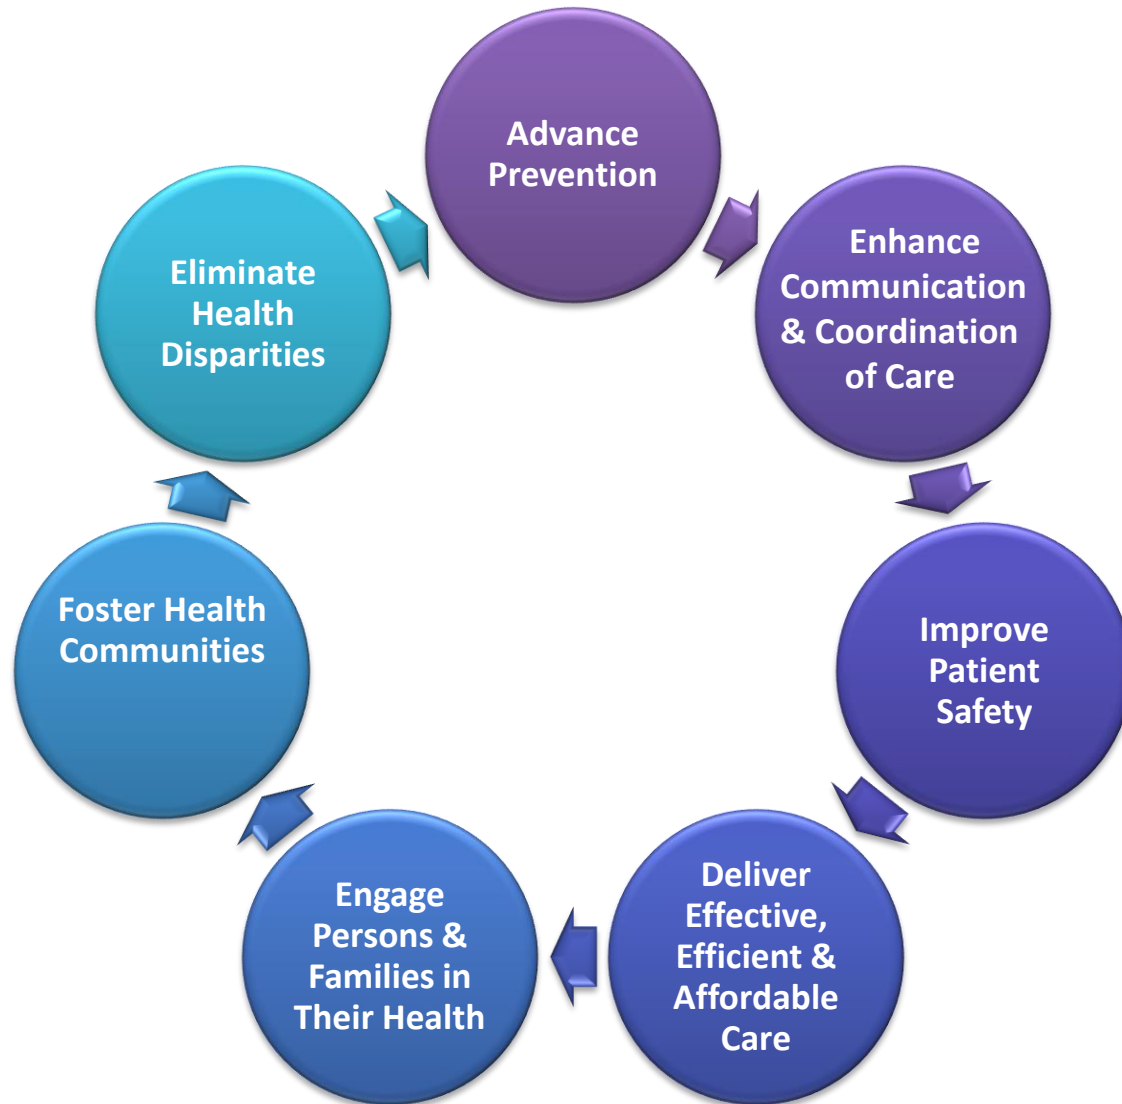 Advance
Prevention
Enhance
Communication
& Coordination
of Care
Improve
Patient
Safety
Deliver
Effective,
Efficient &
Affordable
Care
Engage
Persons &
Families in
Their Health
Foster Health
Communities
Eliminate
Health
Disparities